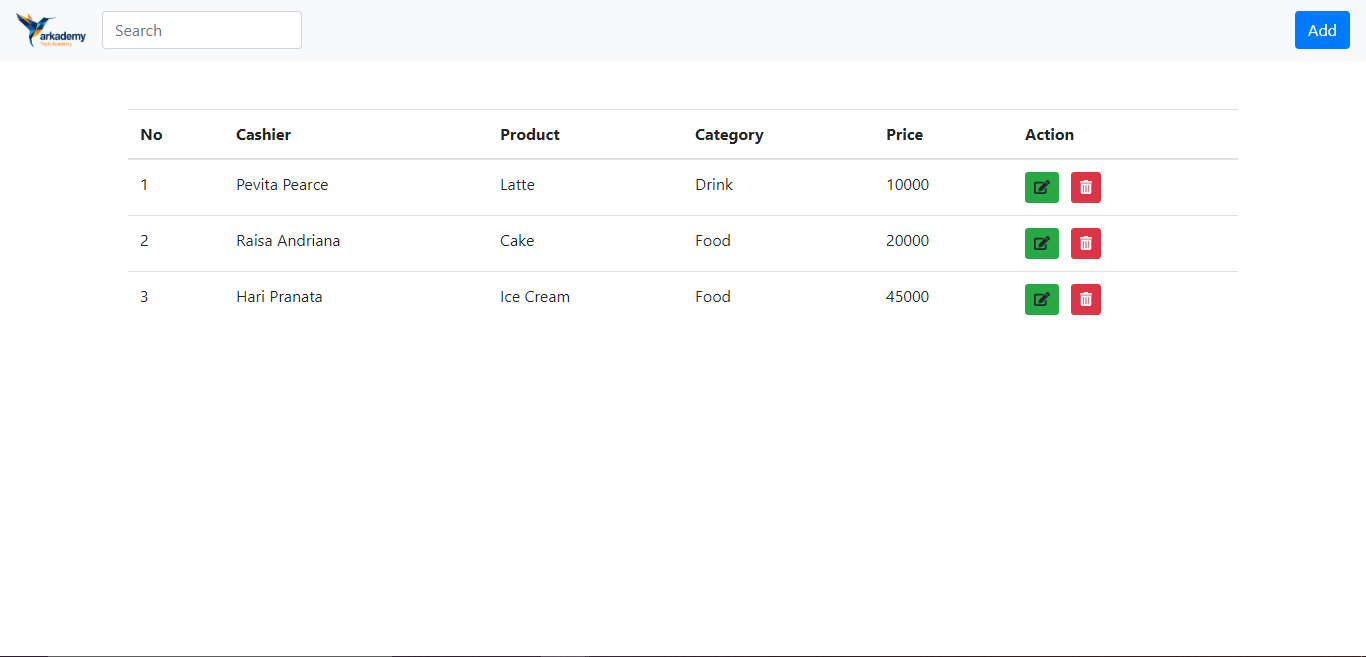 arkademy
Tech Academy
Search
Add
No Cashier Product Category Price Action
1 Pevita Pearce Latte Drink 10000
2 Raisa Andriana Cake Food 20000
3 Hari Pranata Ice Cream Food 45000